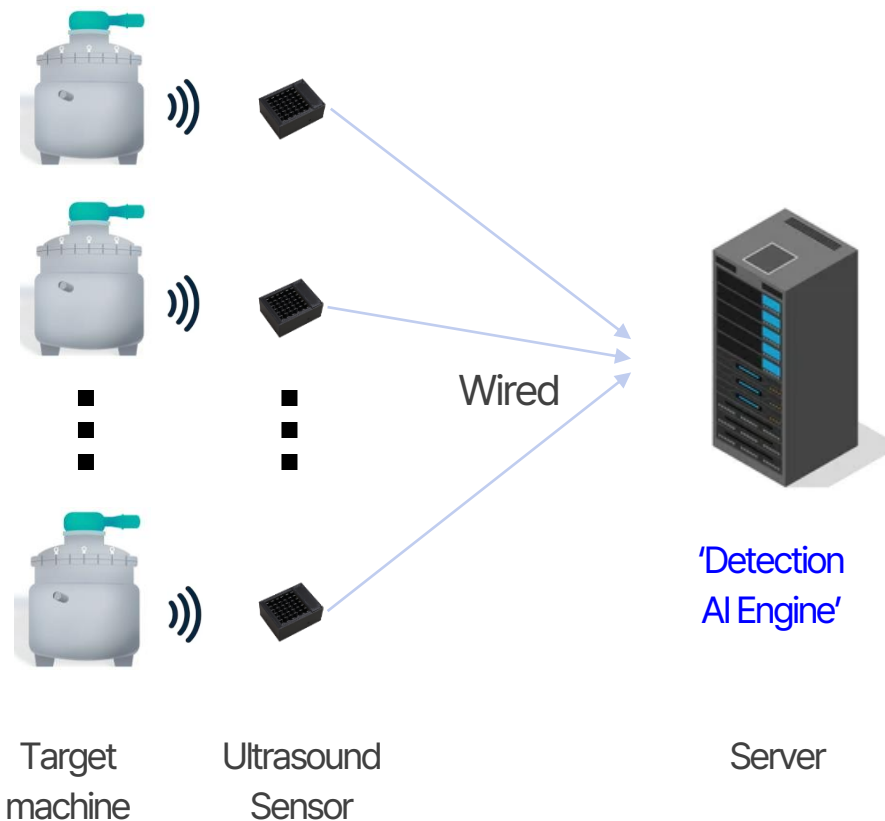 Wired
‘Detection
AI Engine’
Target
machine
Ultrasound
Sensor
Server